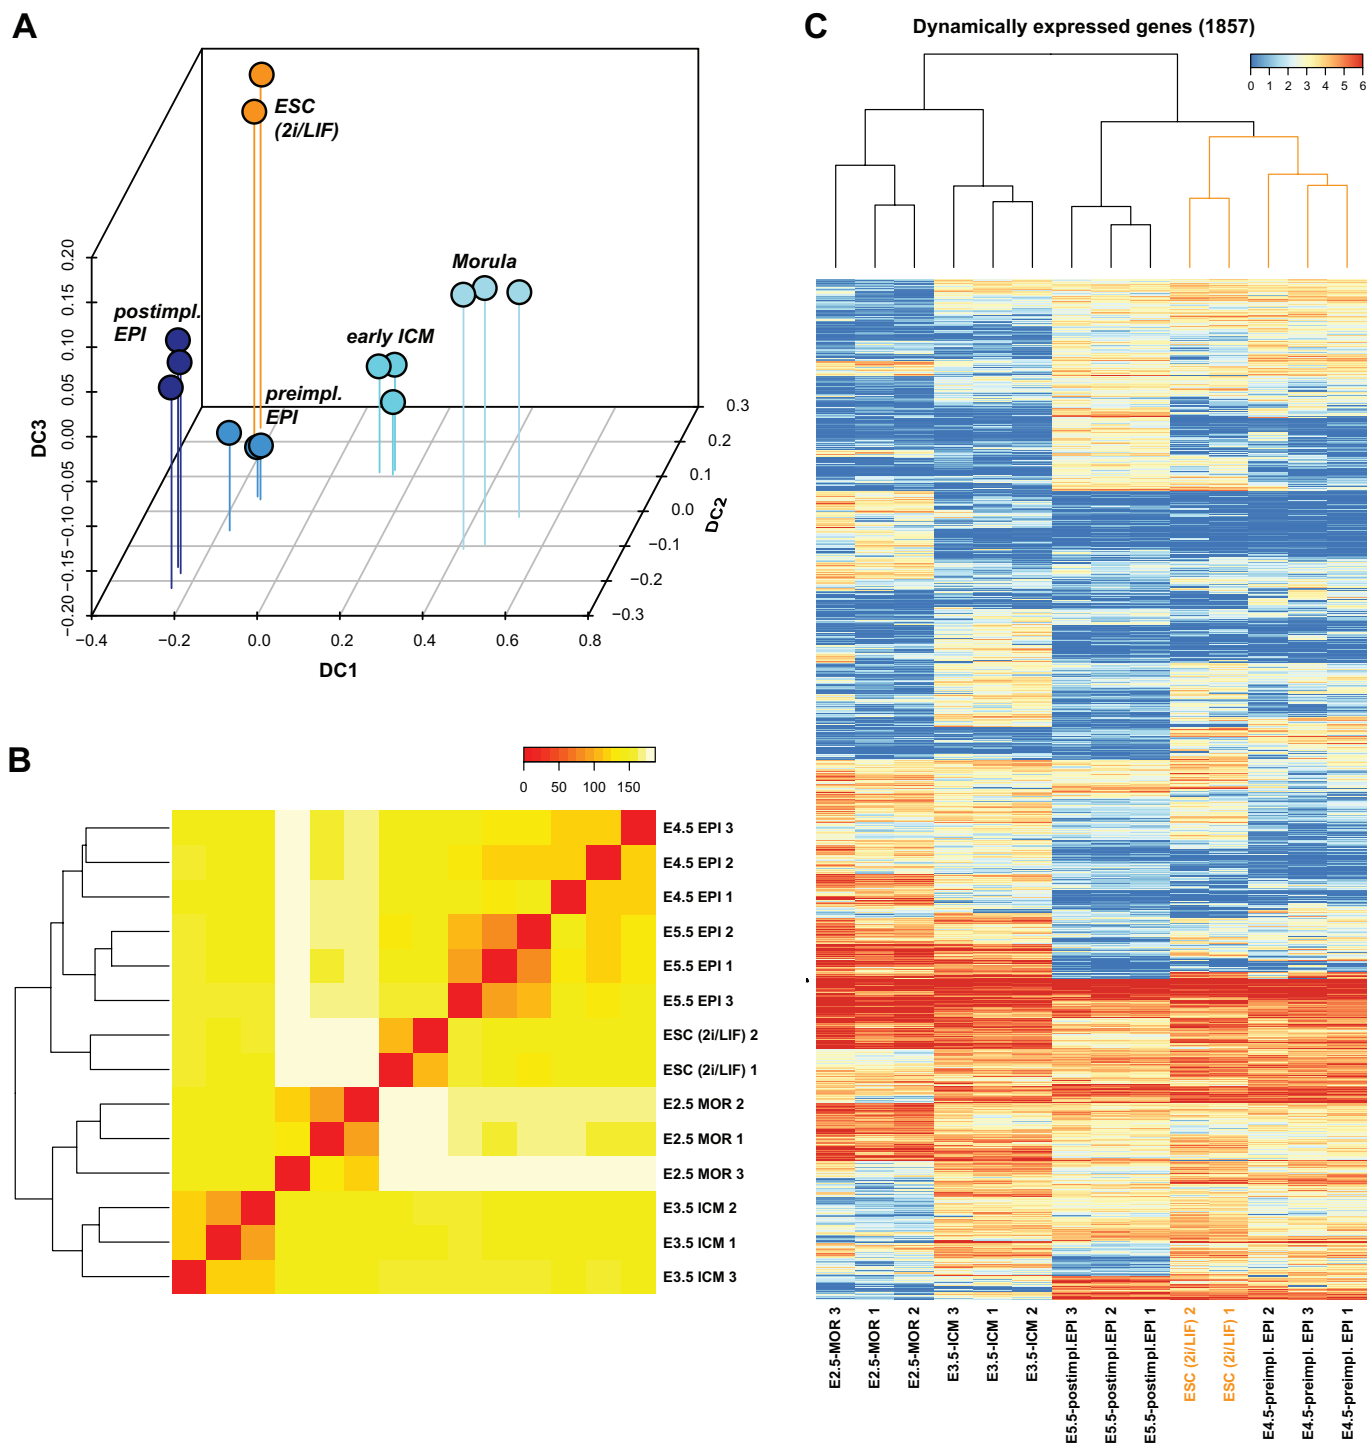 A
ESC
(2i/LIF)
Morula
postimpl.
EPI
early ICM
preimpl.
EPI
DC3
0.20
0.15
0.10
0.05
0.00
−0.05
−0.10
−0.15
−0.20
−0.4
−0.2
0.0
0.2
0.4
0.6
0.8
DC1
0.3
0.2
0.1
0.0
−0.1
−0.2
−0.3
DC2
B
0 50 100 150
E4.5 EPI 3
E4.5 EPI 2
E4.5 EPI 1
E5.5 EPI 2
E5.5 EPI 1
E5.5 EPI 3
ESC (2i/LIF) 2
ESC (2i/LIF) 1
E2.5 MOR 2
E2.5 MOR 1
E2.5 MOR 3
E3.5 ICM 2
E3.5 ICM 1
E3.5 ICM 3
C
Dynamically expressed genes (1857)
0 1 2 3 4 5 6
E2.5-MOR 3
E2.5-MOR 1
E2.5-MOR 2
E3.5-ICM 3
E3.5-ICM 1
E3.5-ICM 2
E5.5-postimpl.EPI 3
E5.5-postimpl.EPI 2
E5.5-postimpl.EPI 1
ESC (2i/LIF) 2
ESC (2i/LIF) 1
E4.5-preimpl. EPI 2
E4.5-preimpl. EPI 3
E4.5-preimpl. EPI 1